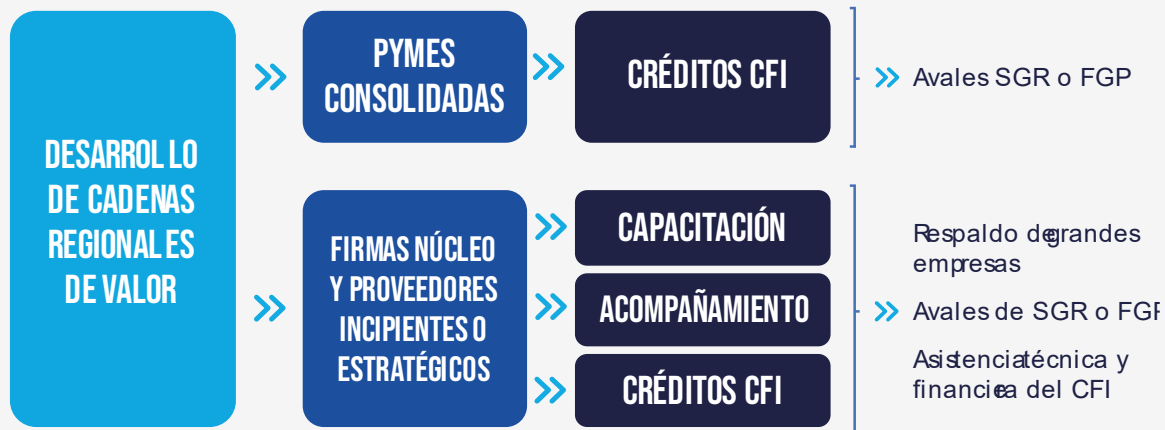 DESARROLLO
DE CADENAS
REGIONALES
DE VALOR
PYMES
CONSOLIDADAS
CRÉDITOS CFI
Avales SGR o FGP
FIRMAS NÚCLEO
Y PROVEEDORES
INCIPIENTES O
ESTRATÉGICOS
CAPACITACIÓN
ACOMPAÑAMIENTO
CRÉDITOS CFI
Respaldo de grandes
empresas
Avales de SGR o FGP
Asistencia técnica y
financiera del CFI